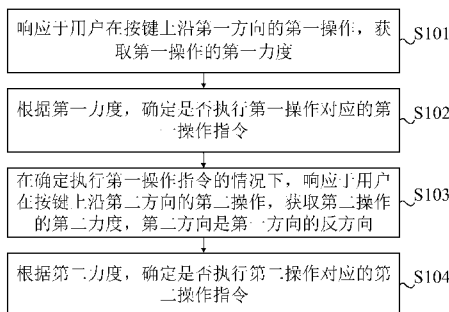 响应于用户在按键上沿第一方向的第一操作，获
取第一操作的第一力度
S101
根据第一力度，确定是否执行第一操作对应的第
一操作指令
S102
在确定执行第一操作指令的情况下，响应于用户
在按键上沿第二方向的第二操作，获取第二操作
的第二力度，第二方向是第一方向的反方向
S103
根据第二力度，确定是否执行第二操作对应的第
二操作指令
S104